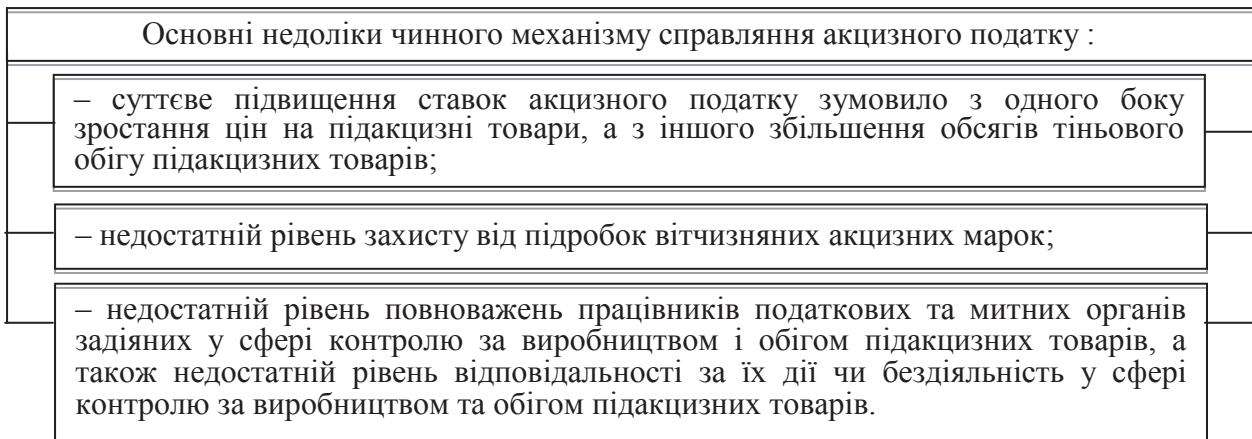 Основні недоліки чинного механізму справляння акцизного податку :
– суттєве підвищення ставок акцизного податку зумовило з одного боку
зростання цін на підакцизні товари, а з іншого збільшення обсягів тіньового
обігу підакцизних товарів;
– недостатній рівень захисту від підробок вітчизняних акцизних марок;
– недостатній рівень повноважень працівників податкових та митних органів
задіяних у сфері контролю за виробництвом і обігом підакцизних товарів, а
також недостатній рівень відповідальності за їх дії чи бездіяльність у сфері
контролю за виробництвом та обігом підакцизних товарів.